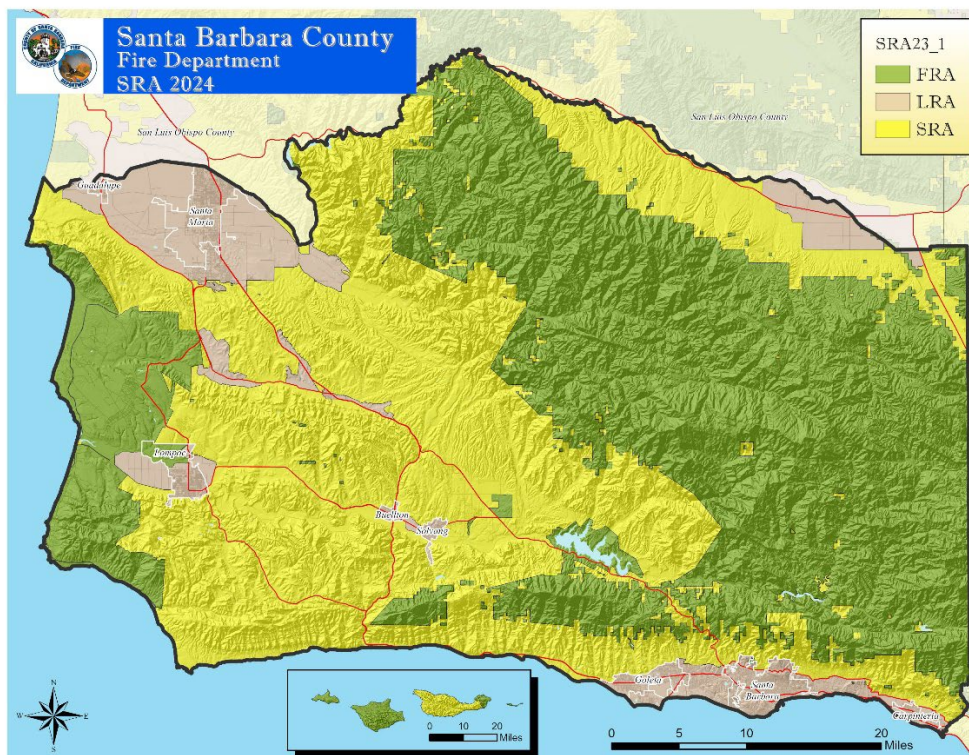 Santa Barbara County
Fire Department
SRA 2024
SRA23_1
FRA
LRA
SRA
San Luis Obispo County
San Luis Obispo County
Guadalupe
Santa
Maria
Lompoc
Buellton
Solvang
Goleta
Santa
Barbara
Carpinteria
N
W
E
S
0
10
20
Miles
0
5
10
20
Miles